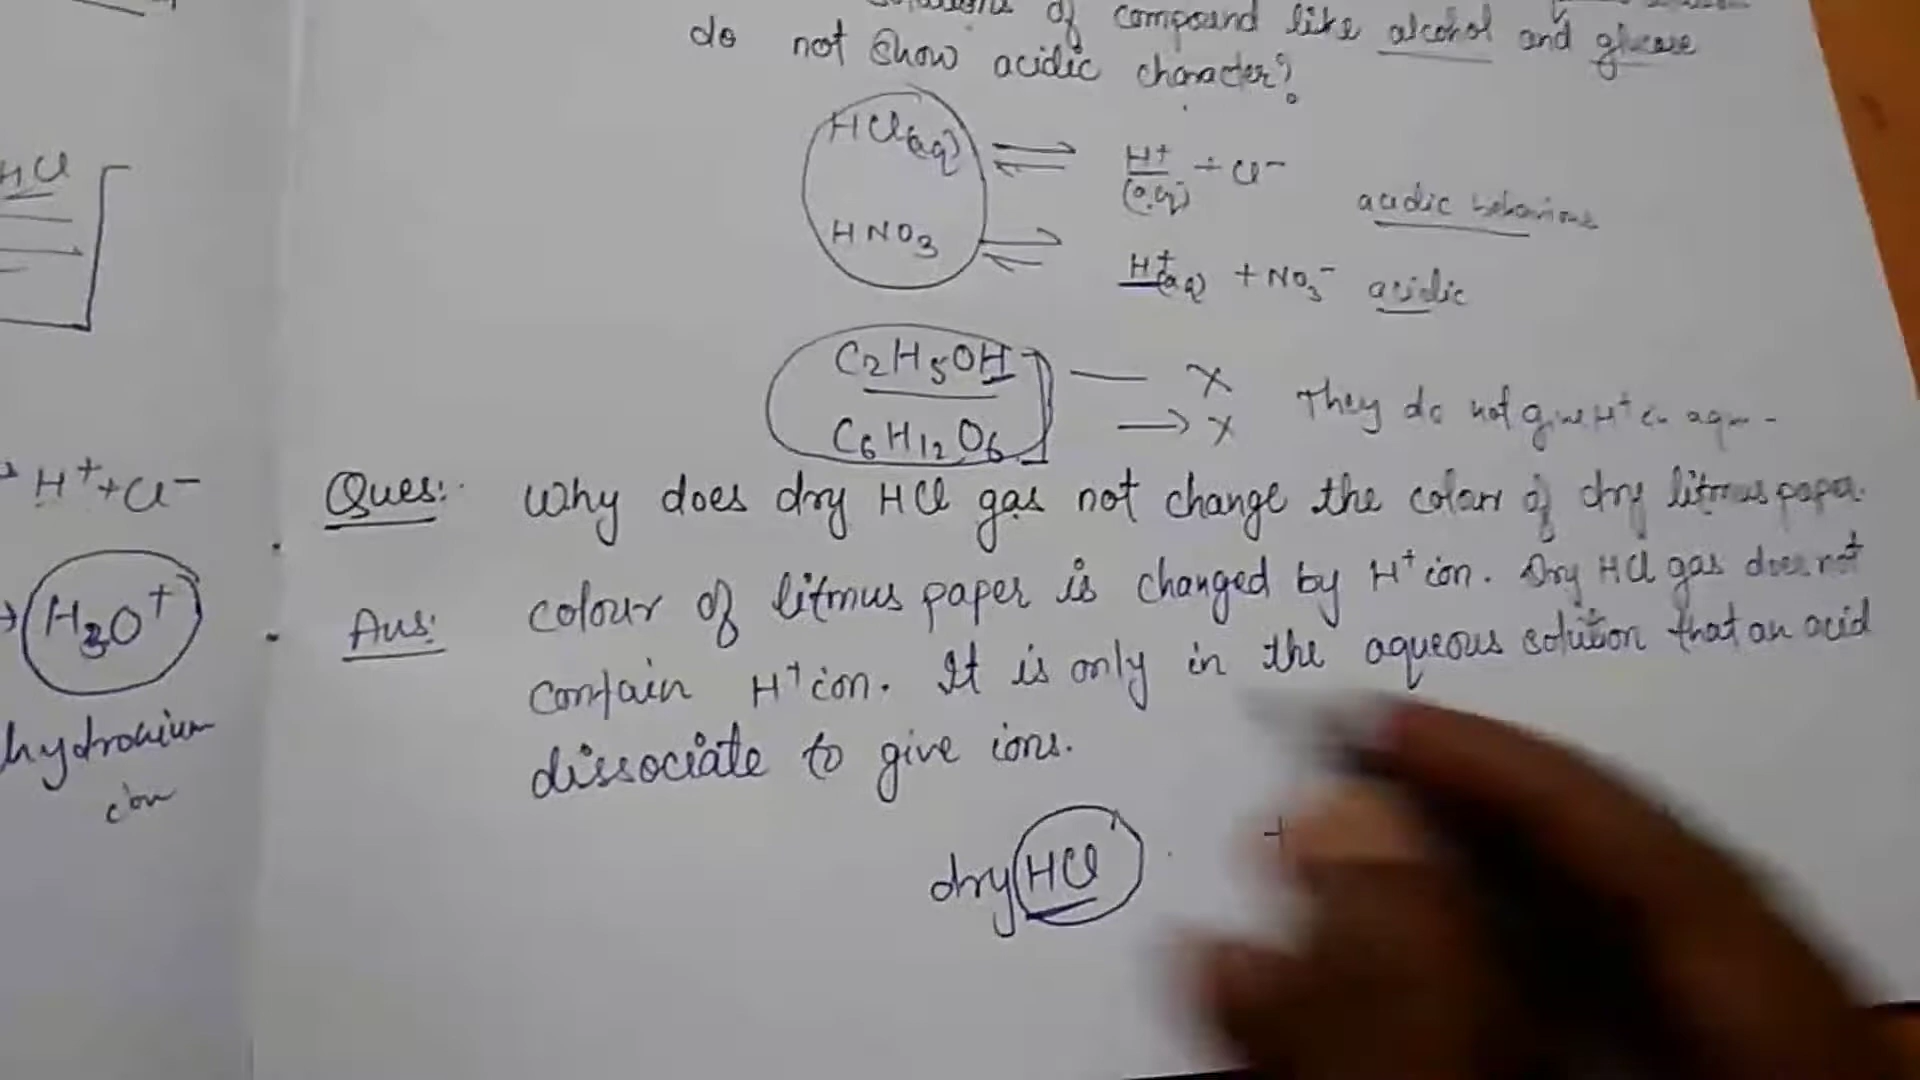 of compound like alcohol and glucose
do not show acidic character?
HCl(aq) ⇌ H+ (aq) + Cl- acidic behaviour
HNO3 ⇌ H+(aq) + NO3- acidic
C2H5OH — X
C6H12O6 → X They do not give H+ in aqu-
Ques: Why does dry HCl gas not change the colour of dry litmus paper.
Ans: colour of litmus paper is changed by H+ ion. Dry HCl gas does not
contain H+ ion. It is only in the aqueous solution that an acid
dissociate to give ions.
dry HCl +
HCl
H+ + Cl-
H3O+
hydronium
ion